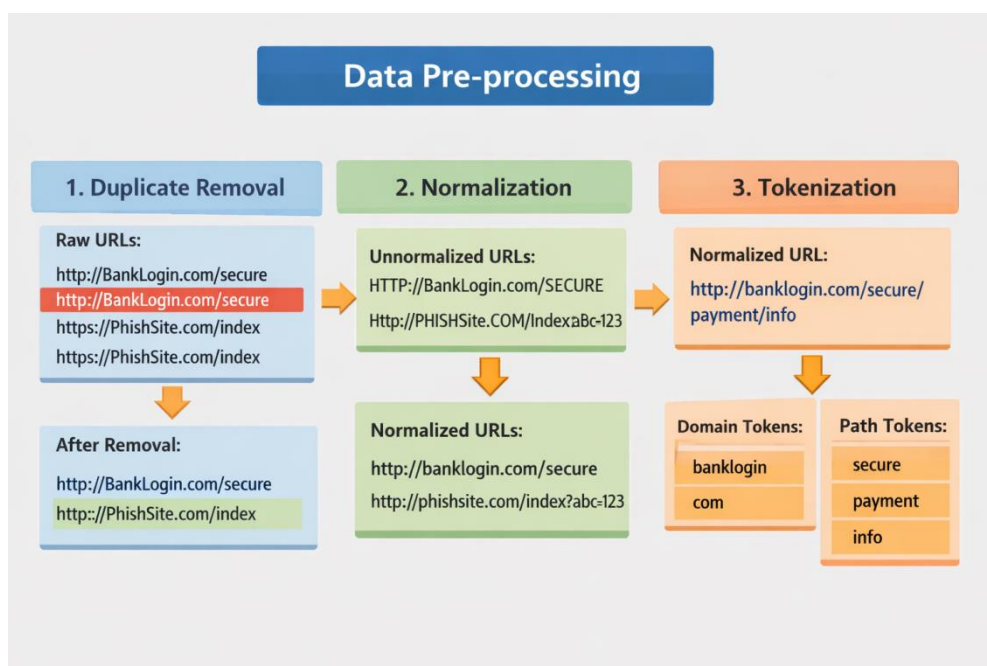 Data Pre-processing
1. Duplicate Removal
Raw URLs:
http://BankLogin.com/secure
http://BankLogin.com/secure
https://PhishSite.com/index
https://PhishSite.com/index
After Removal:
http://BankLogin.com/secure
http:://PhishSite.com/index
2. Normalization
Unnormalized URLs:
HTTP://BankLogin.com/SECURE
Http://PHISHSite.COM/IndexaBc=123
Normalized URLs:
http://banklogin.com/secure
http://phishsite.com/index?abc=123
3. Tokenization
Normalized URL:
http://banklogin.com/secure/
payment/info
Domain Tokens:
banklogin
com
Path Tokens:
secure
payment
info